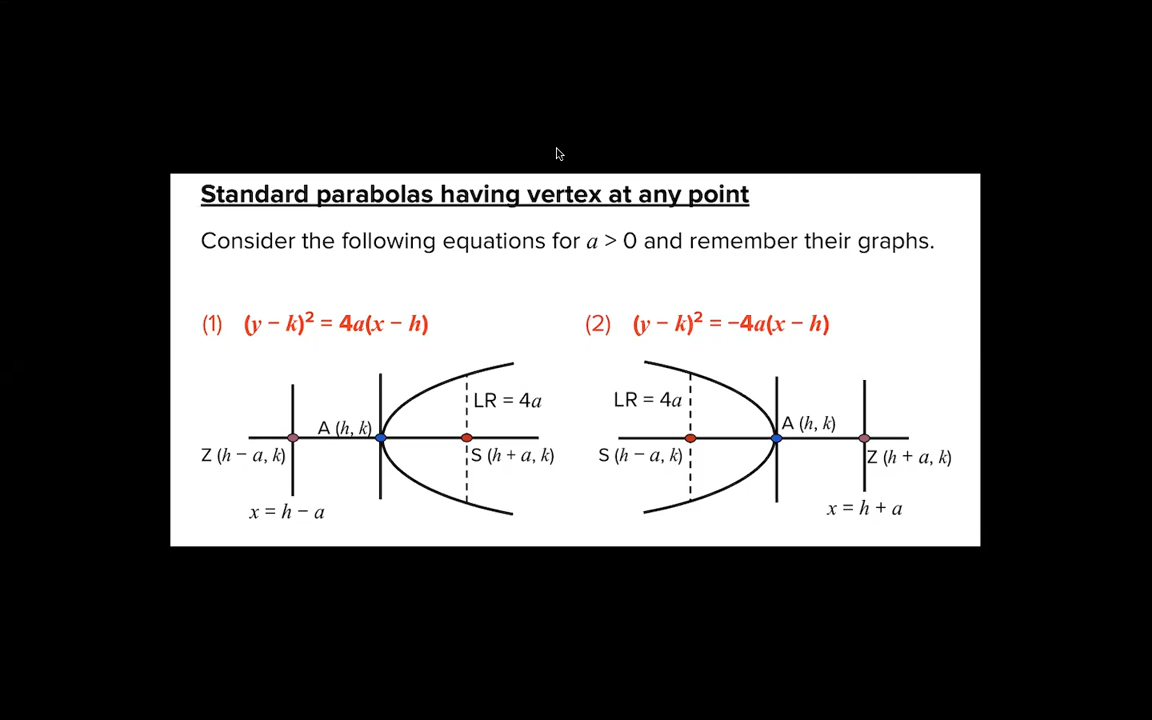 Standard parabolas having vertex at any point
Consider the following equations for a > 0 and remember their graphs.
(1) (y − k)² = 4a(x − h)
(2) (y − k)² = −4a(x − h)
LR = 4a
A (h, k)
Z (h − a, k)
S (h + a, k)
x = h − a
LR = 4a
A (h, k)
S (h − a, k)
Z (h + a, k)
x = h + a